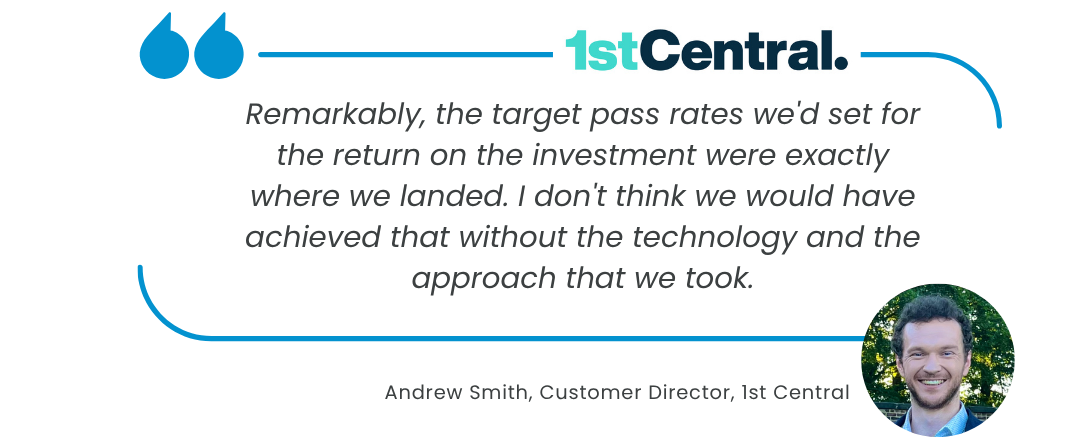 1stCentral.
Remarkably, the target pass rates we'd set for
the return on the investment were exactly
where we landed. I don't think we would have
achieved that without the technology and the
approach that we took.
Andrew Smith, Customer Director, 1st Central